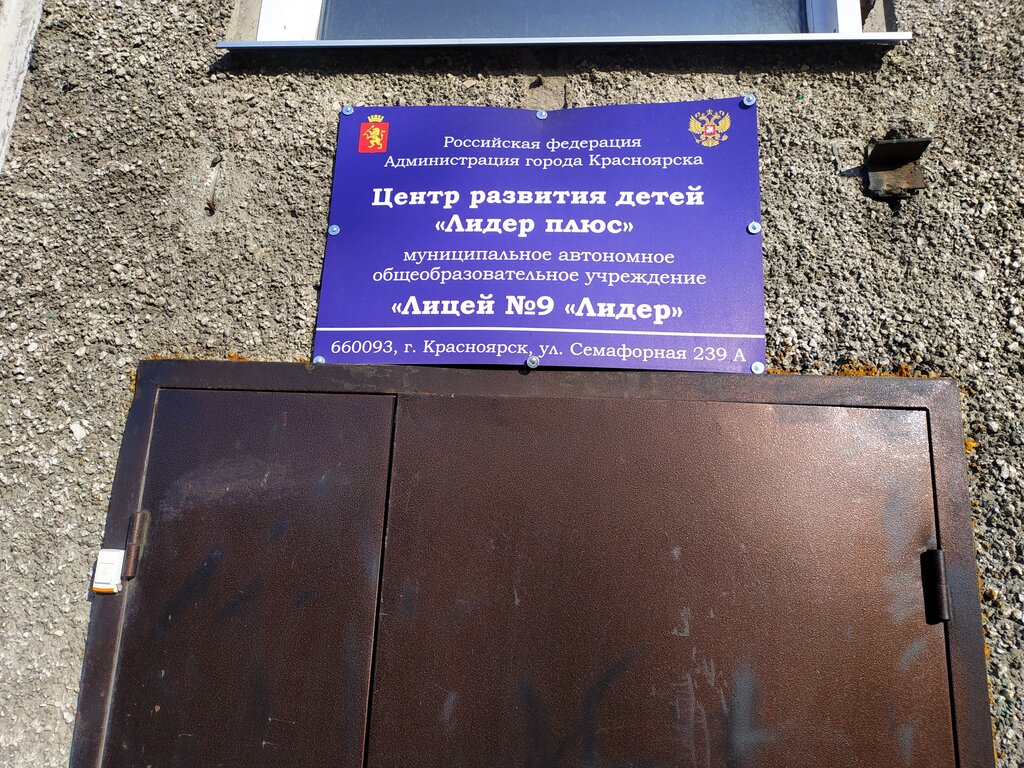 Российская федерация
Администрация города Красноярска
Центр развития детей
«Лидер плюс»
муниципальное автономное
общеобразовательное учреждение
«Лицей №9 «Лидер»
660093, г. Красноярск, ул. Семафорная 239 А